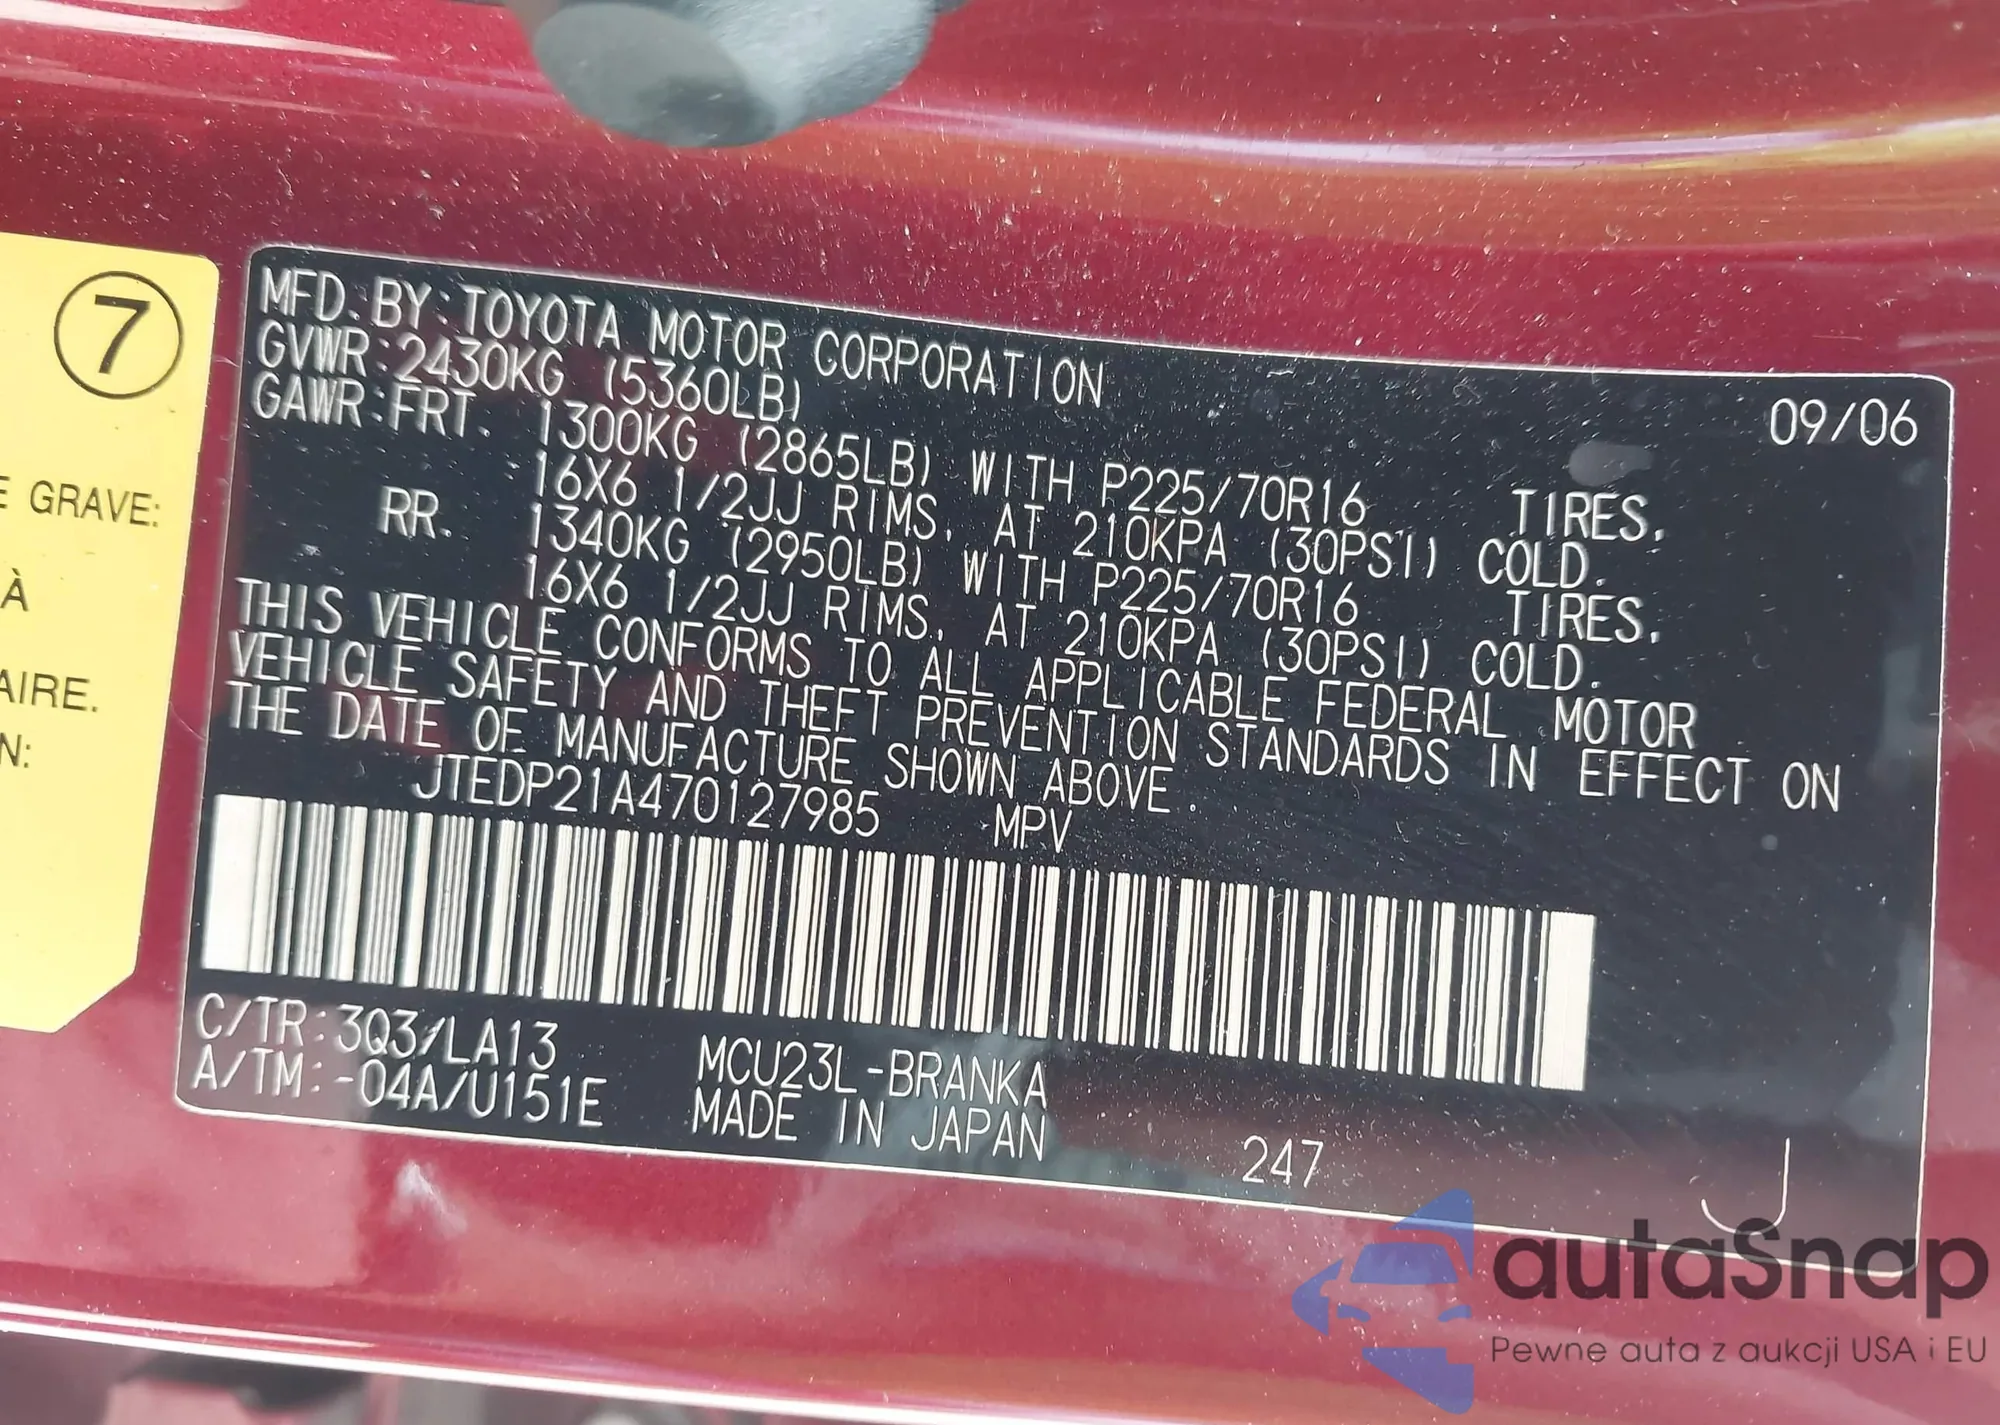 7
E GRAVE:
À
AIRE.
N:
MFD. BY: TOYOTA MOTOR CORPORATION 09/06
GVWR: 2430KG (5360LB)
GAWR: FRT. 1300KG (2865LB) WITH P225/70R16 TIRES,
16X6 1/2JJ RIMS, AT 210KPA (30PSI) COLD.
RR. 1340KG (2950LB) WITH P225/70R16 TIRES,
16X6 1/2JJ RIMS, AT 210KPA (30PSI) COLD.
THIS VEHICLE CONFORMS TO ALL APPLICABLE FEDERAL MOTOR
VEHICLE SAFETY AND THEFT PREVENTION STANDARDS IN EFFECT ON
THE DATE OF MANUFACTURE SHOWN ABOVE.
JTEDP21A470127985 MPV
C/TR: 3Q3/LA13 MCU23L-BRANKA
A/TM: -04A/U151E MADE IN JAPAN 247 J
autaSnap
Pewne auta z aukcji USA i EU